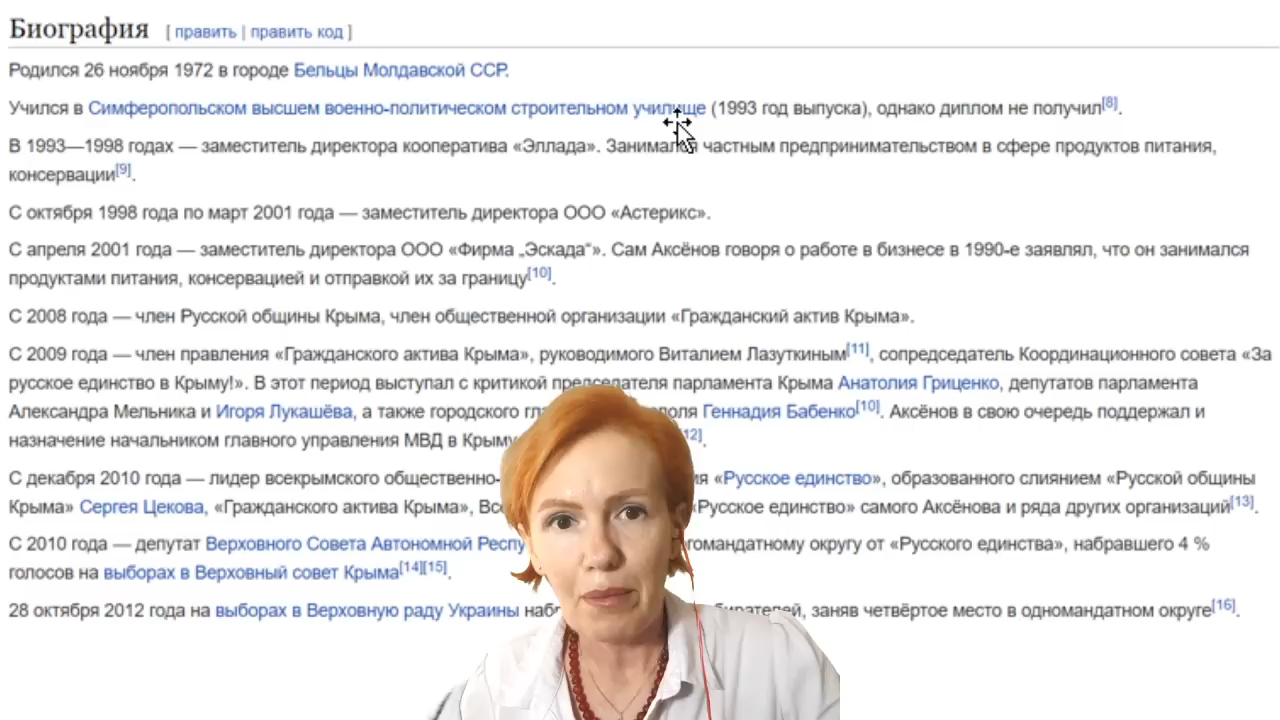 Биография [ править | править код ]
Родился 26 ноября 1972 в городе Бельцы Молдавской ССР.
Учился в Симферопольском высшем военно-политическом строительном училище (1993 год выпуска), однако диплом не получил[8].
В 1993—1998 годах — заместитель директора кооператива «Эллада». Занимался частным предпринимательством в сфере продуктов питания,
консервации[9].
С октября 1998 года по март 2001 года — заместитель директора ООО «Астерикс».
С апреля 2001 года — заместитель директора ООО «Фирма „Эскада“». Сам Аксёнов говоря о работе в бизнесе в 1990-е заявлял, что он занимался
продуктами питания, консервацией и отправкой их за границу[10].
С 2008 года — член Русской общины Крыма, член общественной организации «Гражданский актив Крыма».
С 2009 года — член правления «Гражданского актива Крыма», руководимого Виталием Лазуткиным[11], сопредседатель Координационного совета «За
русское единство в Крыму!». В этот период выступал с критикой председателя парламента Крыма Анатолия Гриценко, депутатов парламента
Александра Мельника и Игоря Лукашёва, а также городского Геннадия Бабенко[10]. Аксёнов в свою очередь поддержал и
назначение начальником главного управления МВД в Крыму 12].
С декабря 2010 года — лидер всекрымского общественно- «Русское единство», образованного слиянием «Русской общины
Крыма» Сергея Цекова, «Гражданского актива Крыма», «Русское единство» самого Аксёнова и ряда других организаций[13].
С 2010 года — депутат Верховного Совета Автономной округу от «Русского единства», набравшего 4 %
голосов на выборах в Верховный совет Крыма[14][15].
28 октября 2012 года на выборах в Верховную раду Украины заняв четвёртое место в одномандатном округе[16].